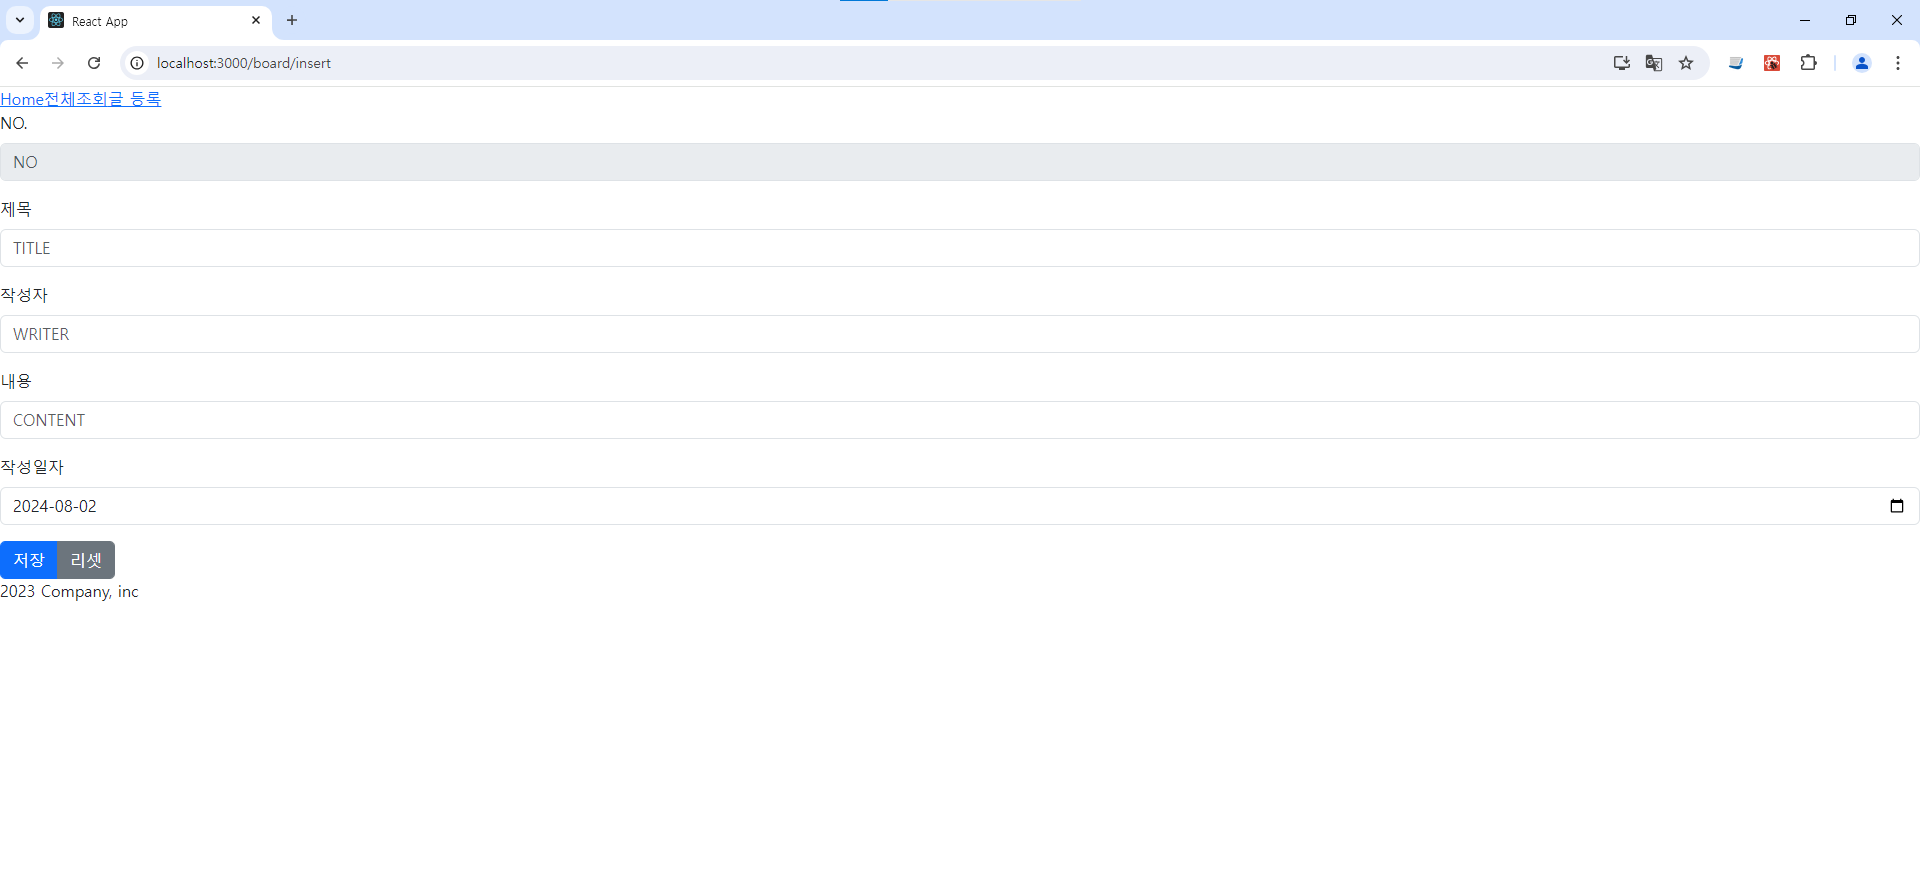 React App
localhost:3000/board/insert
Home전체조회글 등록
NO.
NO
제목
TITLE
작성자
WRITER
내용
CONTENT
작성일자
2024-08-02
저장 리셋
2023 Company, inc